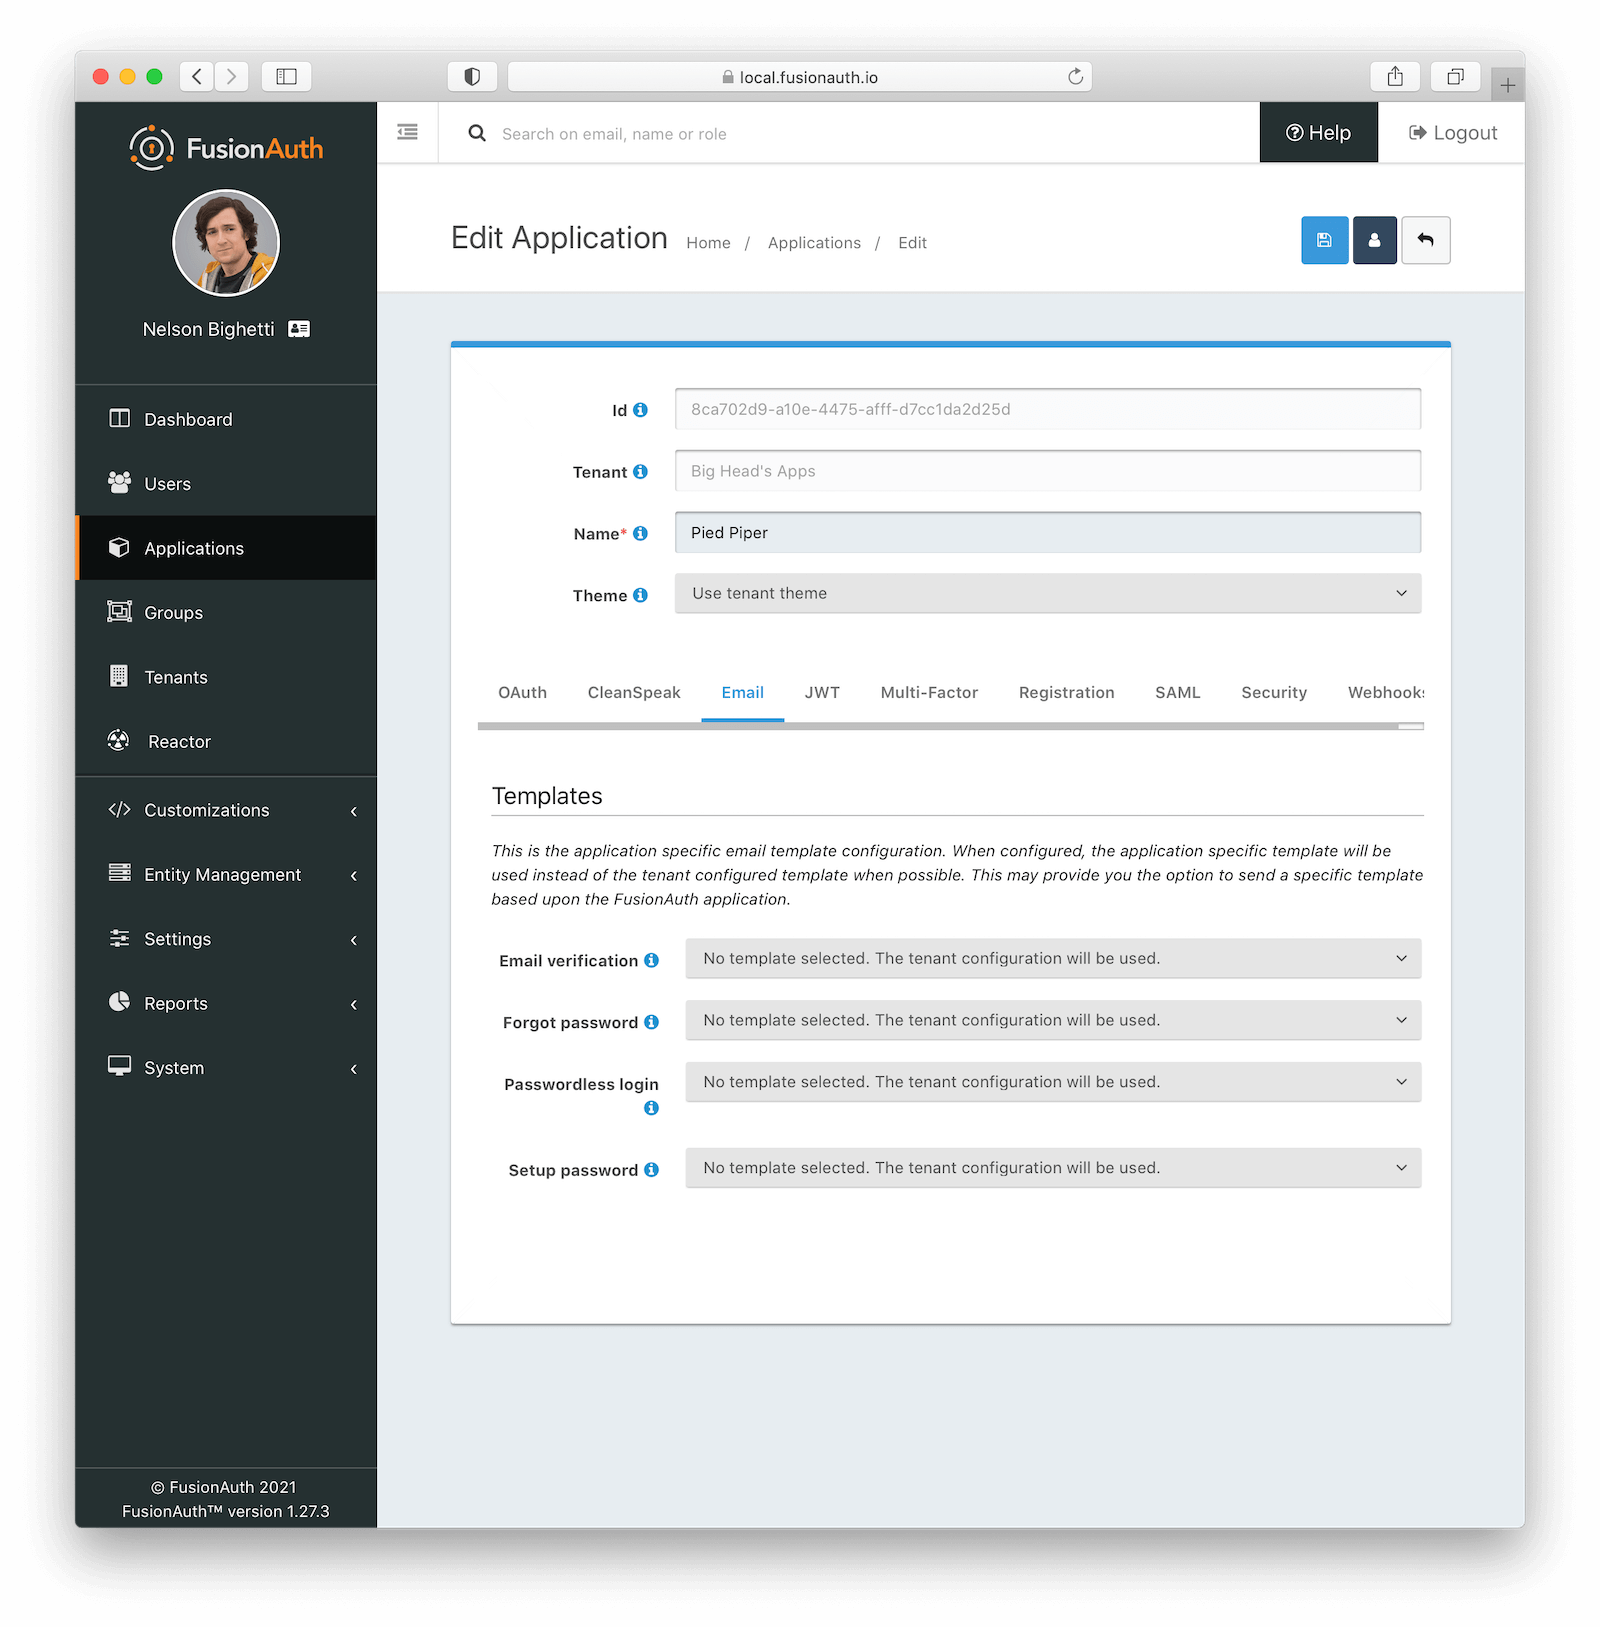 local.fusionauth.io
FusionAuth
Search on email, name or role
Help
Logout
Nelson Bighetti
Edit Application
Home / Applications / Edit
Dashboard
Users
Applications
Groups
Tenants
Reactor
Customizations
Entity Management
Settings
Reports
System
© FusionAuth 2021
FusionAuth™ version 1.27.3
Id
8ca702d9-a10e-4475-afff-d7cc1da2d25d
Tenant
Big Head's Apps
Name*
Pied Piper
Theme
Use tenant theme
OAuth
CleanSpeak
Email
JWT
Multi-Factor
Registration
SAML
Security
Webhooks
Templates
This is the application specific email template configuration. When configured, the application specific template will be
used instead of the tenant configured template when possible. This may provide you the option to send a specific template
based upon the FusionAuth application.
Email verification
No template selected. The tenant configuration will be used.
Forgot password
No template selected. The tenant configuration will be used.
Passwordless login
No template selected. The tenant configuration will be used.
Setup password
No template selected. The tenant configuration will be used.